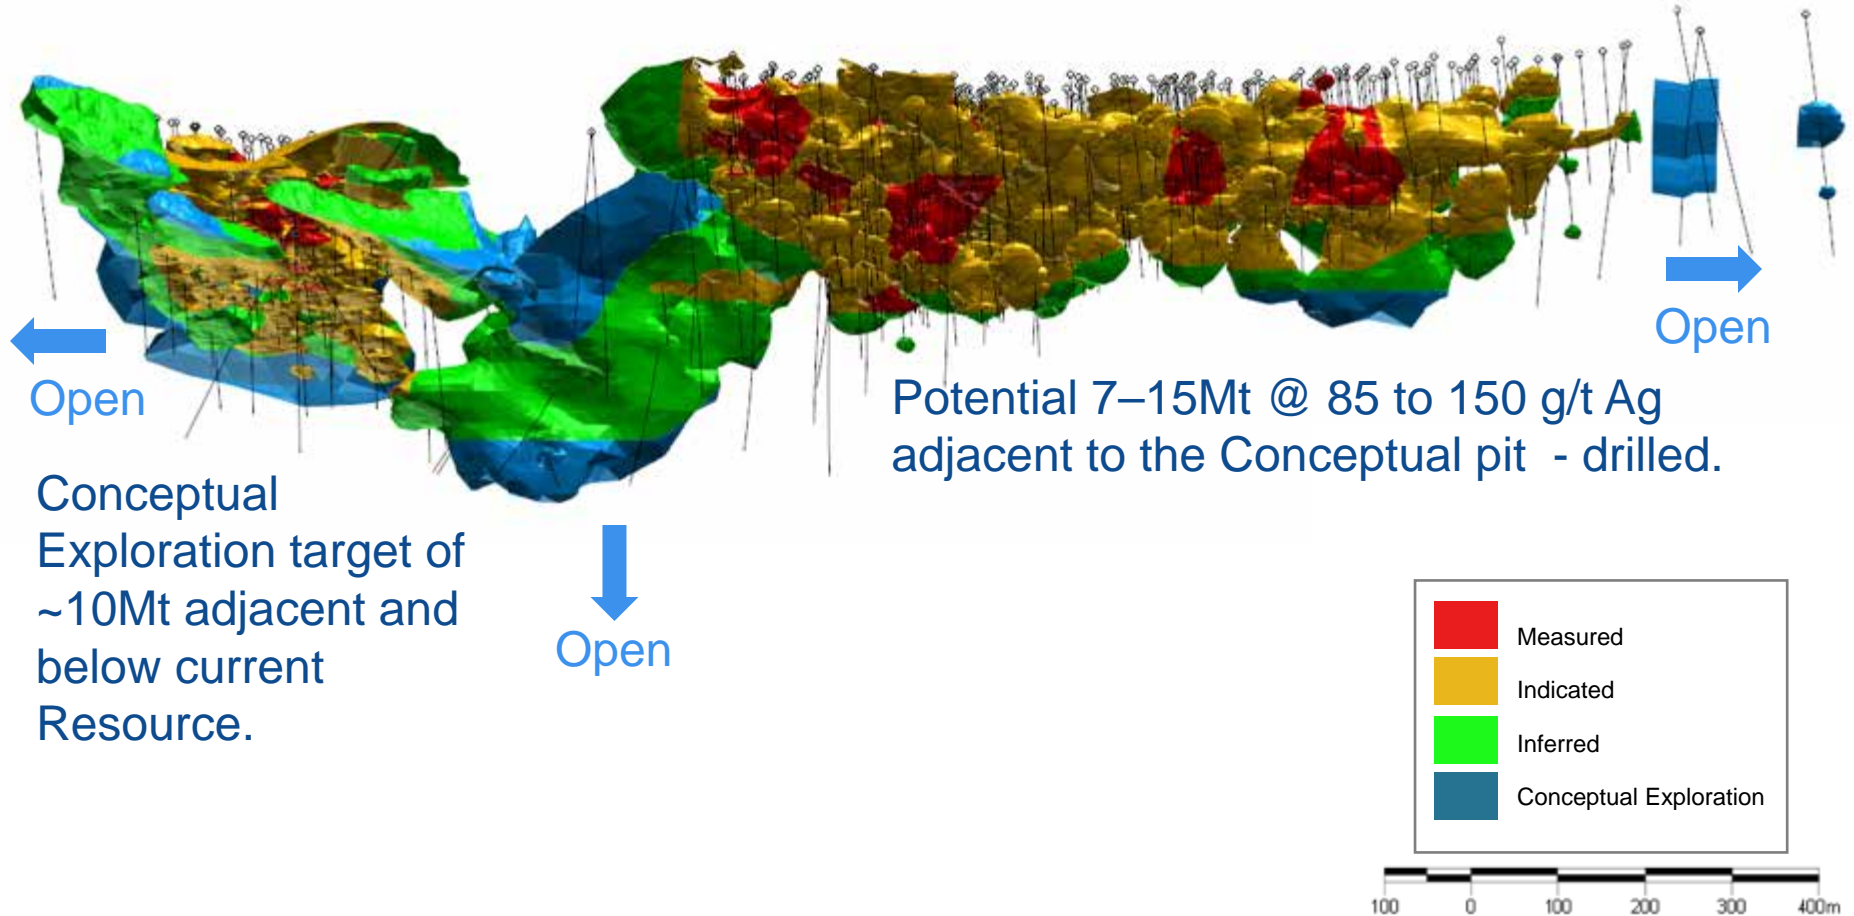 Open
Open
Potential 7–15Mt @ 85 to 150 g/t Ag
adjacent to the Conceptual pit - drilled.
Conceptual
Exploration target of
~10Mt adjacent and
below current
Resource.
Open
Measured
Indicated
Inferred
Conceptual Exploration
100 0 100 200 300 400m